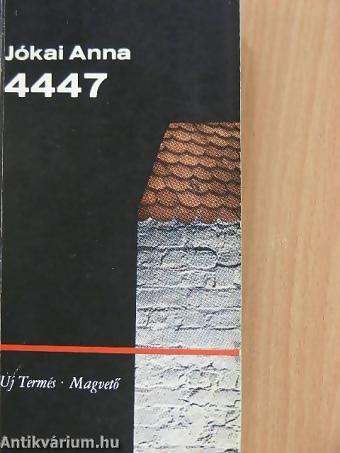 Jókai Anna
4447
Új Termés · Magvető
Antikvárium.hu